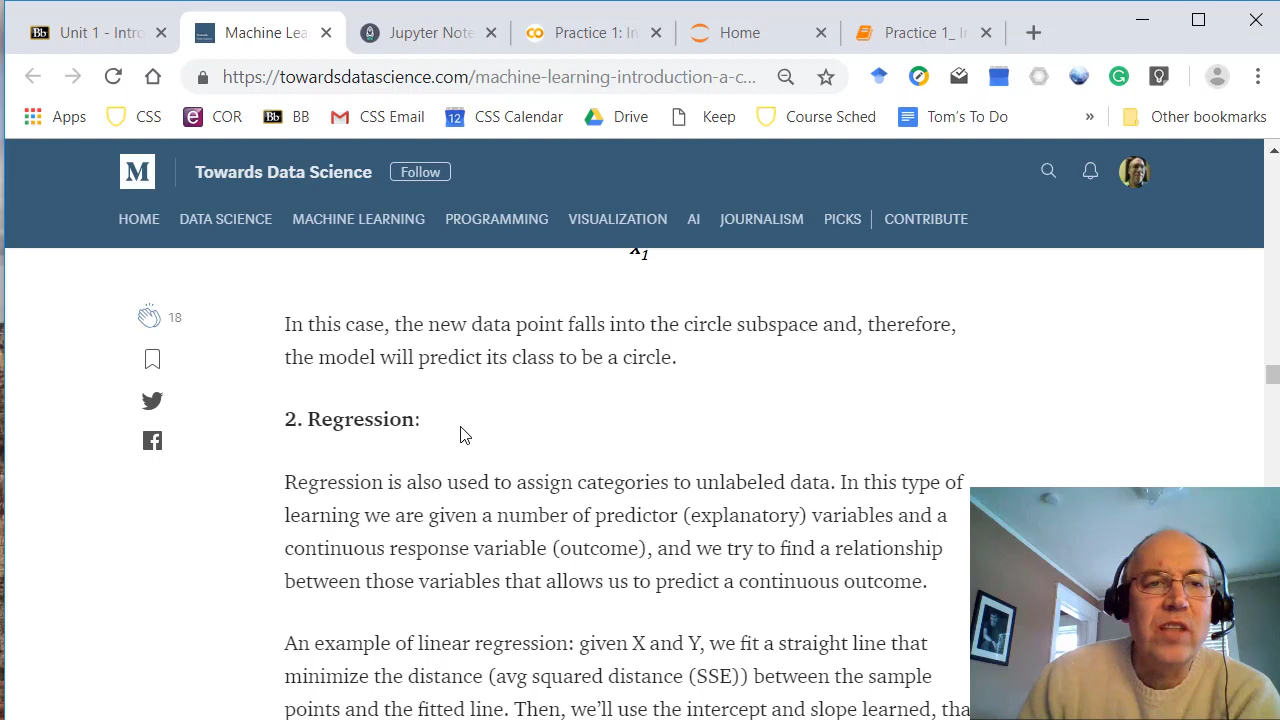 Unit 1 - Intro
Machine Lea
Jupyter Note
Practice 1: In
Home
Practice 1_ I
https://towardsdatascience.com/machine-learning-introduction-a-c...
Apps
CSS
COR
BB
CSS Email
CSS Calendar
Drive
Keep
Course Sched
Tom's To Do
»
Other bookmarks
M
Towards Data Science
Follow
HOME
DATA SCIENCE
MACHINE LEARNING
PROGRAMMING
VISUALIZATION
AI
JOURNALISM
PICKS
CONTRIBUTE
x1
18
In this case, the new data point falls into the circle subspace and, therefore,
the model will predict its class to be a circle.
2. Regression:
Regression is also used to assign categories to unlabeled data. In this type of
learning we are given a number of predictor (explanatory) variables and a
continuous response variable (outcome), and we try to find a relationship
between those variables that allows us to predict a continuous outcome.
An example of linear regression: given X and Y, we fit a straight line that
minimize the distance (avg squared distance (SSE)) between the sample
points and the fitted line. Then, we'll use the intercept and slope learned, tha